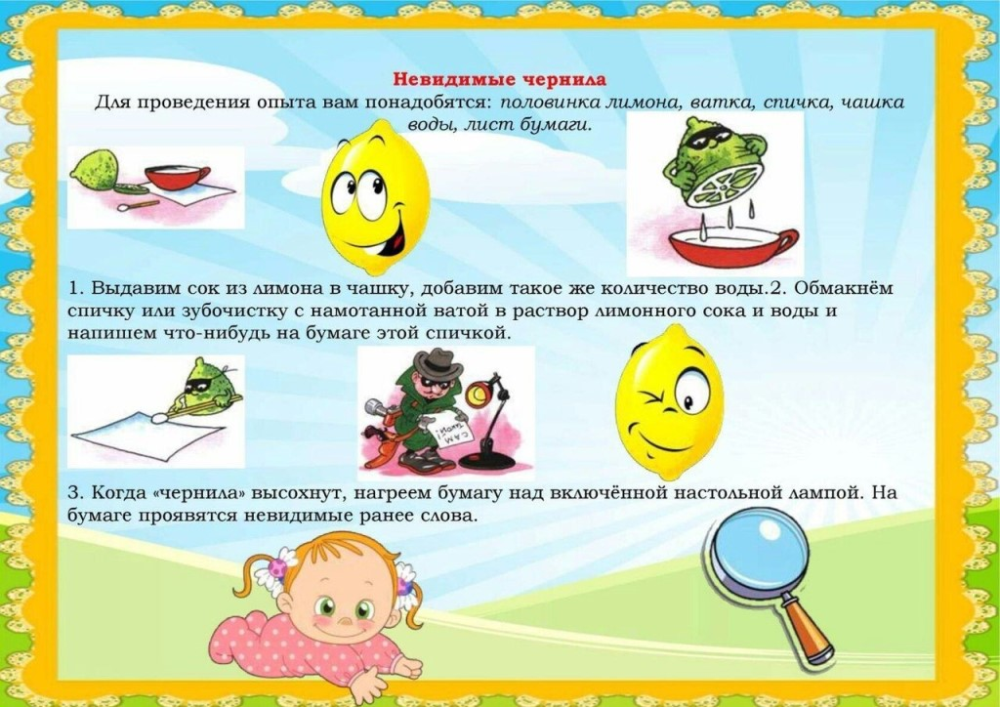 Невидимые чернила
Для проведения опыта вам понадобятся: половинка лимона, ватка, спичка, чашка
воды, лист бумаги.
1. Выдавим сок из лимона в чашку, добавим такое же количество воды.2. Обмакнём
спичку или зубочистку с намотанной ватой в раствор лимонного сока и воды и
напишем что-нибудь на бумаге этой спичкой.
САМ
ТАКОЙ!
3. Когда «чернила» высохнут, нагреем бумагу над включённой настольной лампой. На
бумаге проявятся невидимые ранее слова.